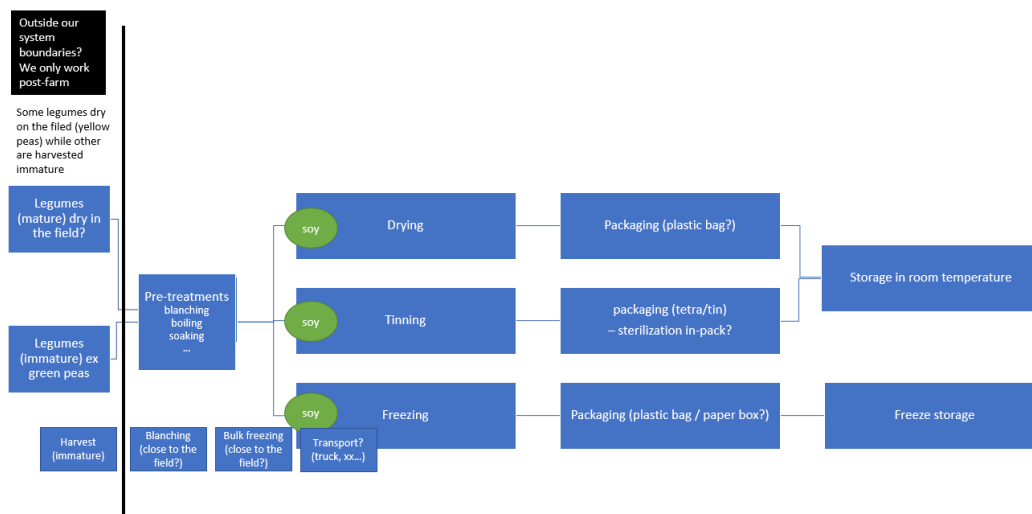 Outside our
system
boundaries?
We only work
post-farm
Some legumes dry
on the filed (yellow
peas) while other
are harvested
immature
Legumes
(mature) dry in
the field?
Legumes
(immature) ex
green peas
Pre-treatments
blanching
boiling
soaking
...
soy
Drying
Packaging (plastic bag?)
soy
Tinning
packaging (tetra/tin)
– sterilization in-pack?
Storage in room temperature
soy
Freezing
Packaging (plastic bag / paper box?)
Freeze storage
Harvest
(immature)
Blanching
(close to the
field?)
Bulk freezing
(close to the
field?)
Transport?
(truck, xx...)